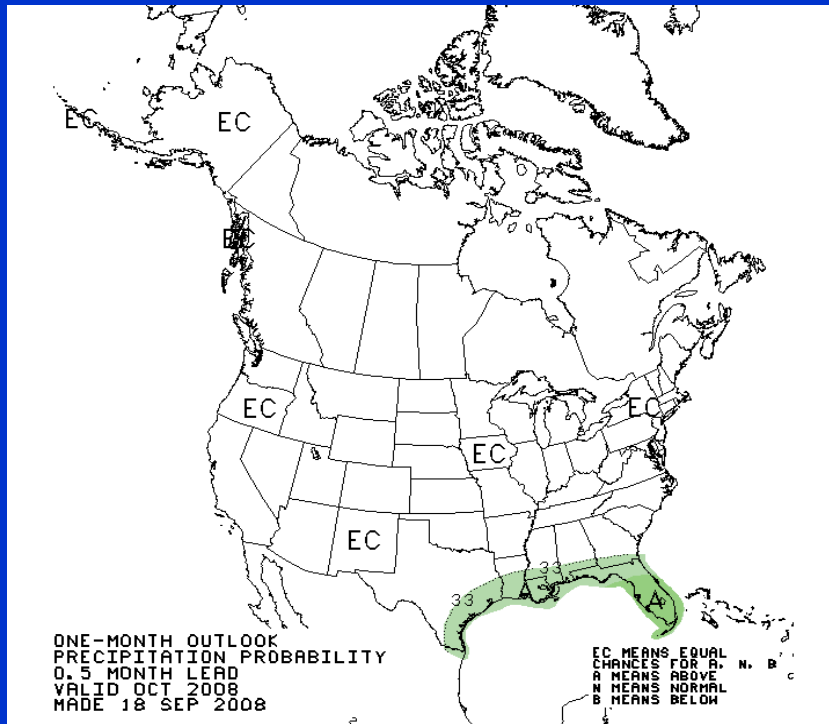 EC
EC
EC
EC
EC
EC
EC
33
33
A
A
ONE-MONTH OUTLOOK
PRECIPITATION PROBABILITY
0.5 MONTH LEAD
VALID OCT 2008
MADE 18 SEP 2008
EC MEANS EQUAL
CHANCES FOR A, N, B
A MEANS ABOVE
N MEANS NORMAL
B MEANS BELOW